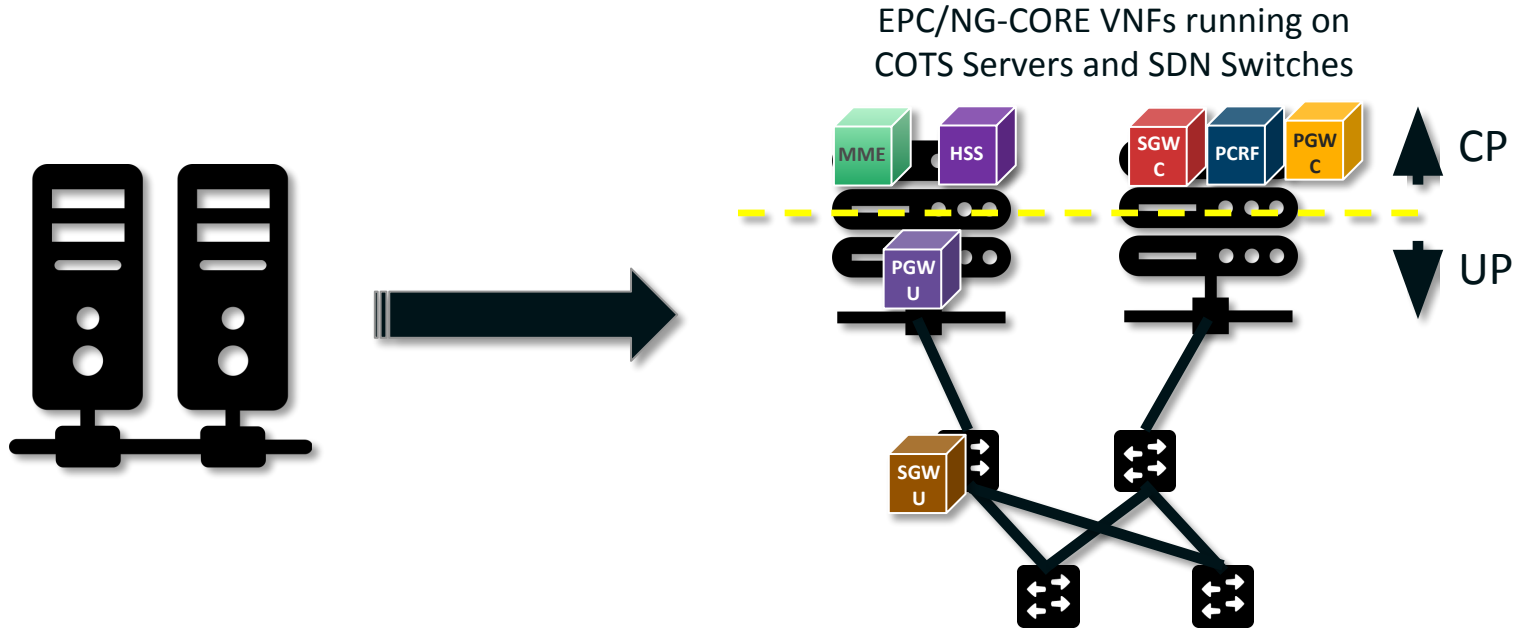 EPC/NG-CORE VNFs running on
COTS Servers and SDN Switches
MME
HSS
SGW
C
PCRF
PGW
C
CP
PGW
U
UP
SGW
U